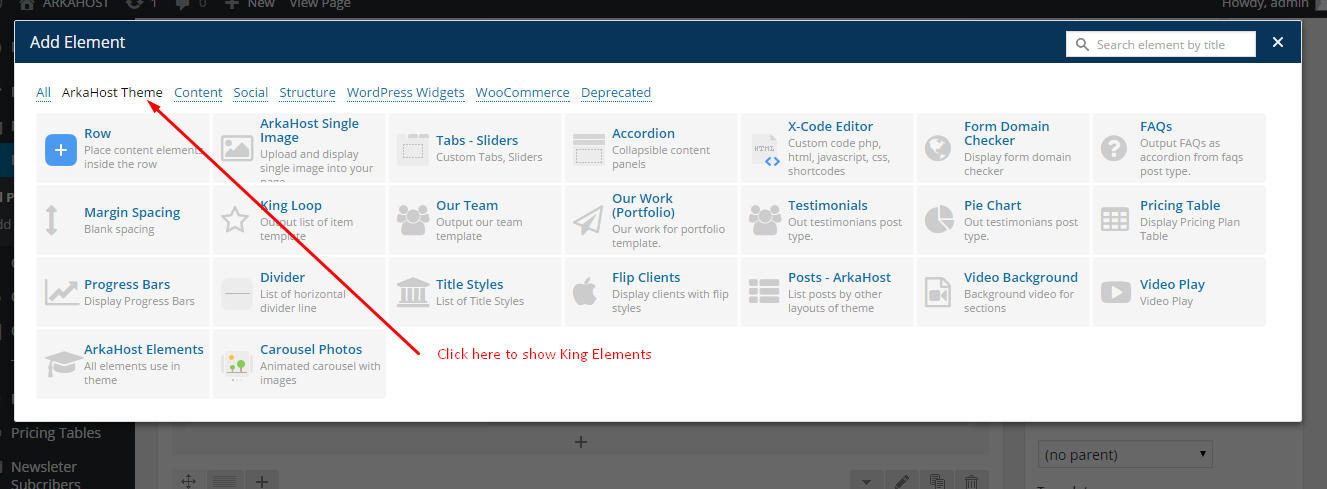 ARKAHOST 1 0 New View Page Howdy, admin
Add Element
Search element by title
All ArkaHost Theme Content Social Structure WordPress Widgets WooCommerce Deprecated
Row
Place content elements
inside the row
ArkaHost Single
Image
Upload and display
single image into your
page
Tabs - Sliders
Custom Tabs, Sliders
Accordion
Collapsible content
panels
HTML
X-Code Editor
Custom code php,
html, javascript, css,
shortcodes
Form Domain
Checker
Display form domain
checker
FAQs
Output FAQs as
accordion from faqs
post type.
Margin Spacing
Blank spacing
King Loop
Output list of item
template
Our Team
Output our team
template
Our Work
(Portfolio)
Our work for portfolio
template.
Testimonials
Out testimonians post
type.
Pie Chart
Out testimonians post
type.
Pricing Table
Display Pricing Plan
Table
Progress Bars
Display Progress Bars
Divider
List of horizontal
divider line
Title Styles
List of Title Styles
Flip Clients
Display clients with flip
styles
Posts - ArkaHost
List posts by other
layouts of theme
Video Background
Background video for
sections
Video Play
Video Play
ArkaHost Elements
All elements use in
theme
Carousel Photos
Animated carousel with
images
Click here to show King Elements
Pricing Tables
Newsleter
Subcribers
(no parent)